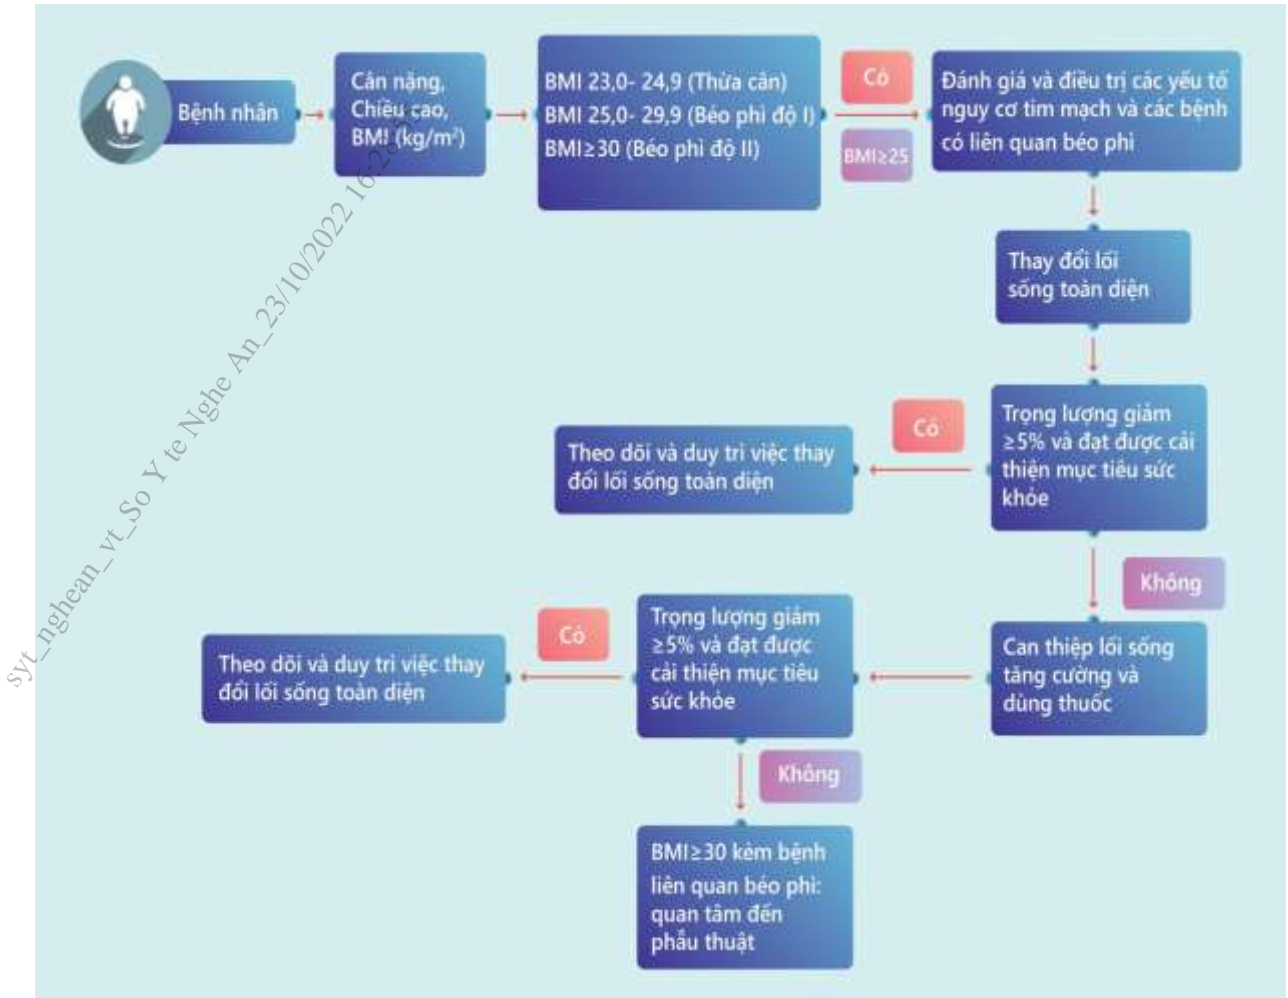 Bệnh nhân
Cân nặng,
Chiều cao,
BMI (kg/m²)
BMI 23,0- 24,9 (Thừa cân)
BMI 25,0- 29,9 (Béo phì độ I)
BMI≥30 (Béo phì độ II)
Có
BMI≥25
Đánh giá và điều trị các yếu tố
nguy cơ tim mạch và các bệnh
có liên quan béo phì
Thay đổi lối
sống toàn diện
Trọng lượng giảm
≥5% và đạt được cải
thiện mục tiêu sức
khỏe
Có
Theo dõi và duy trì việc thay
đổi lối sống toàn diện
Không
Can thiệp lối sống
tăng cường và
dùng thuốc
Trọng lượng giảm
≥5% và đạt được
cải thiện mục tiêu
sức khỏe
Có
Theo dõi và duy trì việc thay
đổi lối sống toàn diện
Không
BMI≥30 kèm bệnh
liên quan béo phì:
quan tâm đến
phẫu thuật
syt_nghean_vt_So Y te Nghe An_23/10/2022 16:28